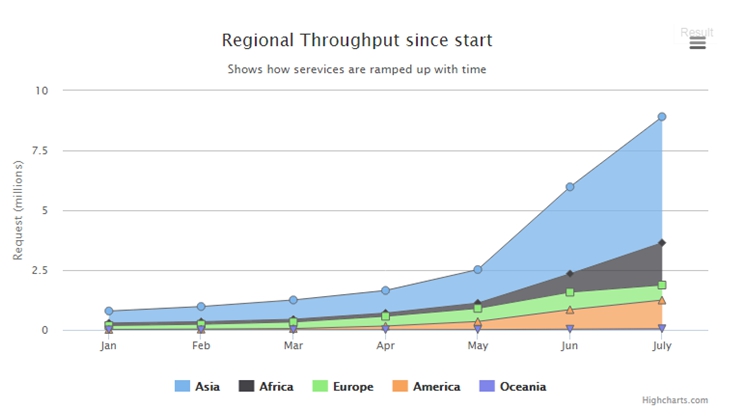 Result
Regional Throughput since start
Shows how serevices are ramped up with time
Request (millions)
10
7.5
5
2.5
0
Jan Feb Mar Apr May Jun July
Asia Africa Europe America Oceania
Highcharts.com